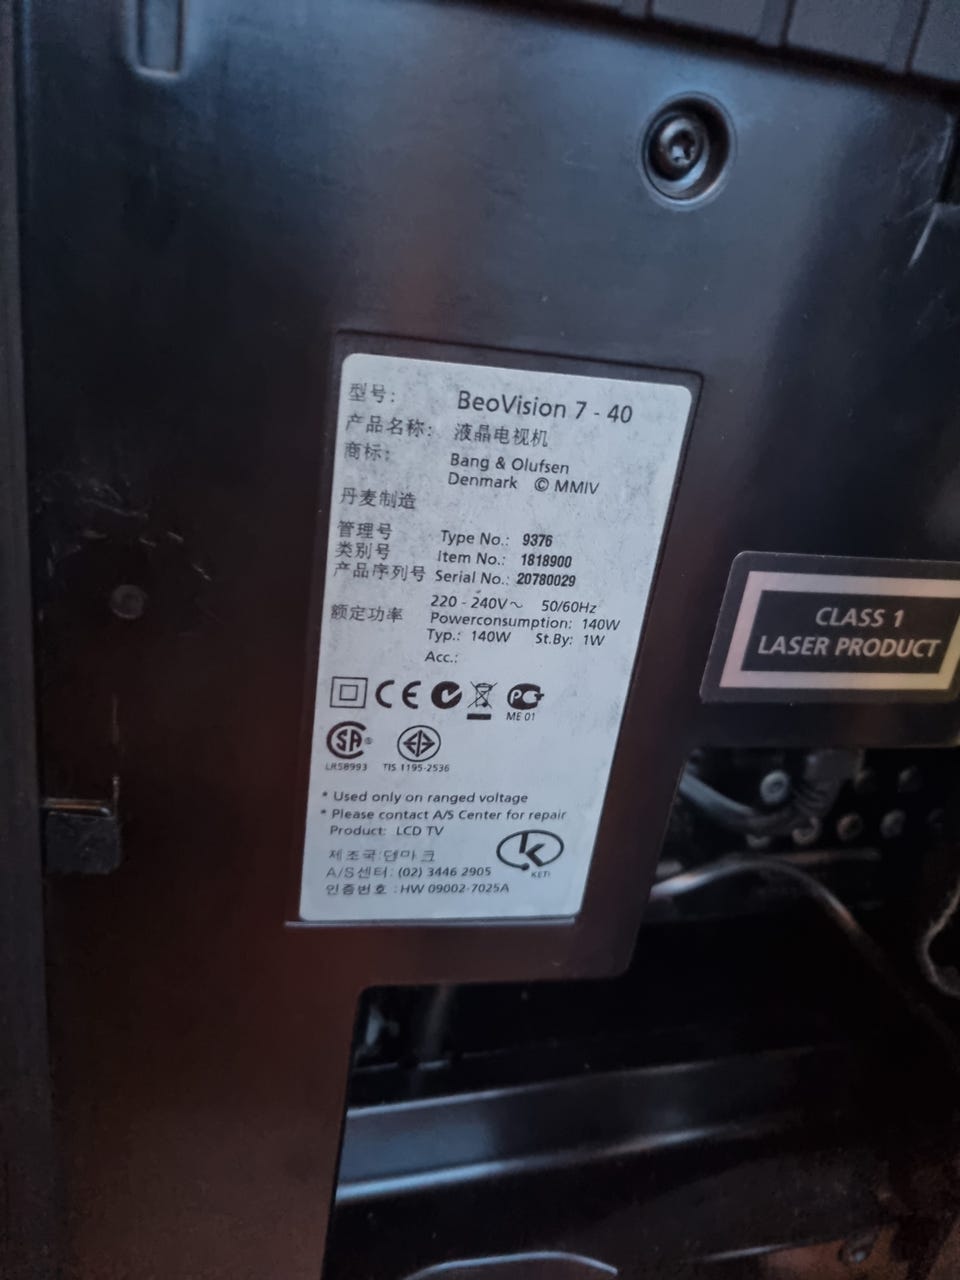 型号: BeoVision 7 - 40
产品名称: 液晶电视机
商标: Bang & Olufsen
Denmark © MMIV
丹麦制造
管理号 Type No.: 9376
类别号 Item No.: 1818900
产品序列号 Serial No.: 20780029
220 - 240V~ 50/60Hz
额定功率 Powerconsumption: 140W
Typ.: 140W St.By: 1W
Acc.:
CE
PG
ME 01
SA ®
LR58993 TIS 1195-2536
* Used only on ranged voltage
* Please contact A/S Center for repair
Product: LCD TV
K
KETI
제조국:덴마크
A/S센터: (02) 3446 2905
인증번호 : HW 09002-7025A
CLASS 1
LASER PRODUCT